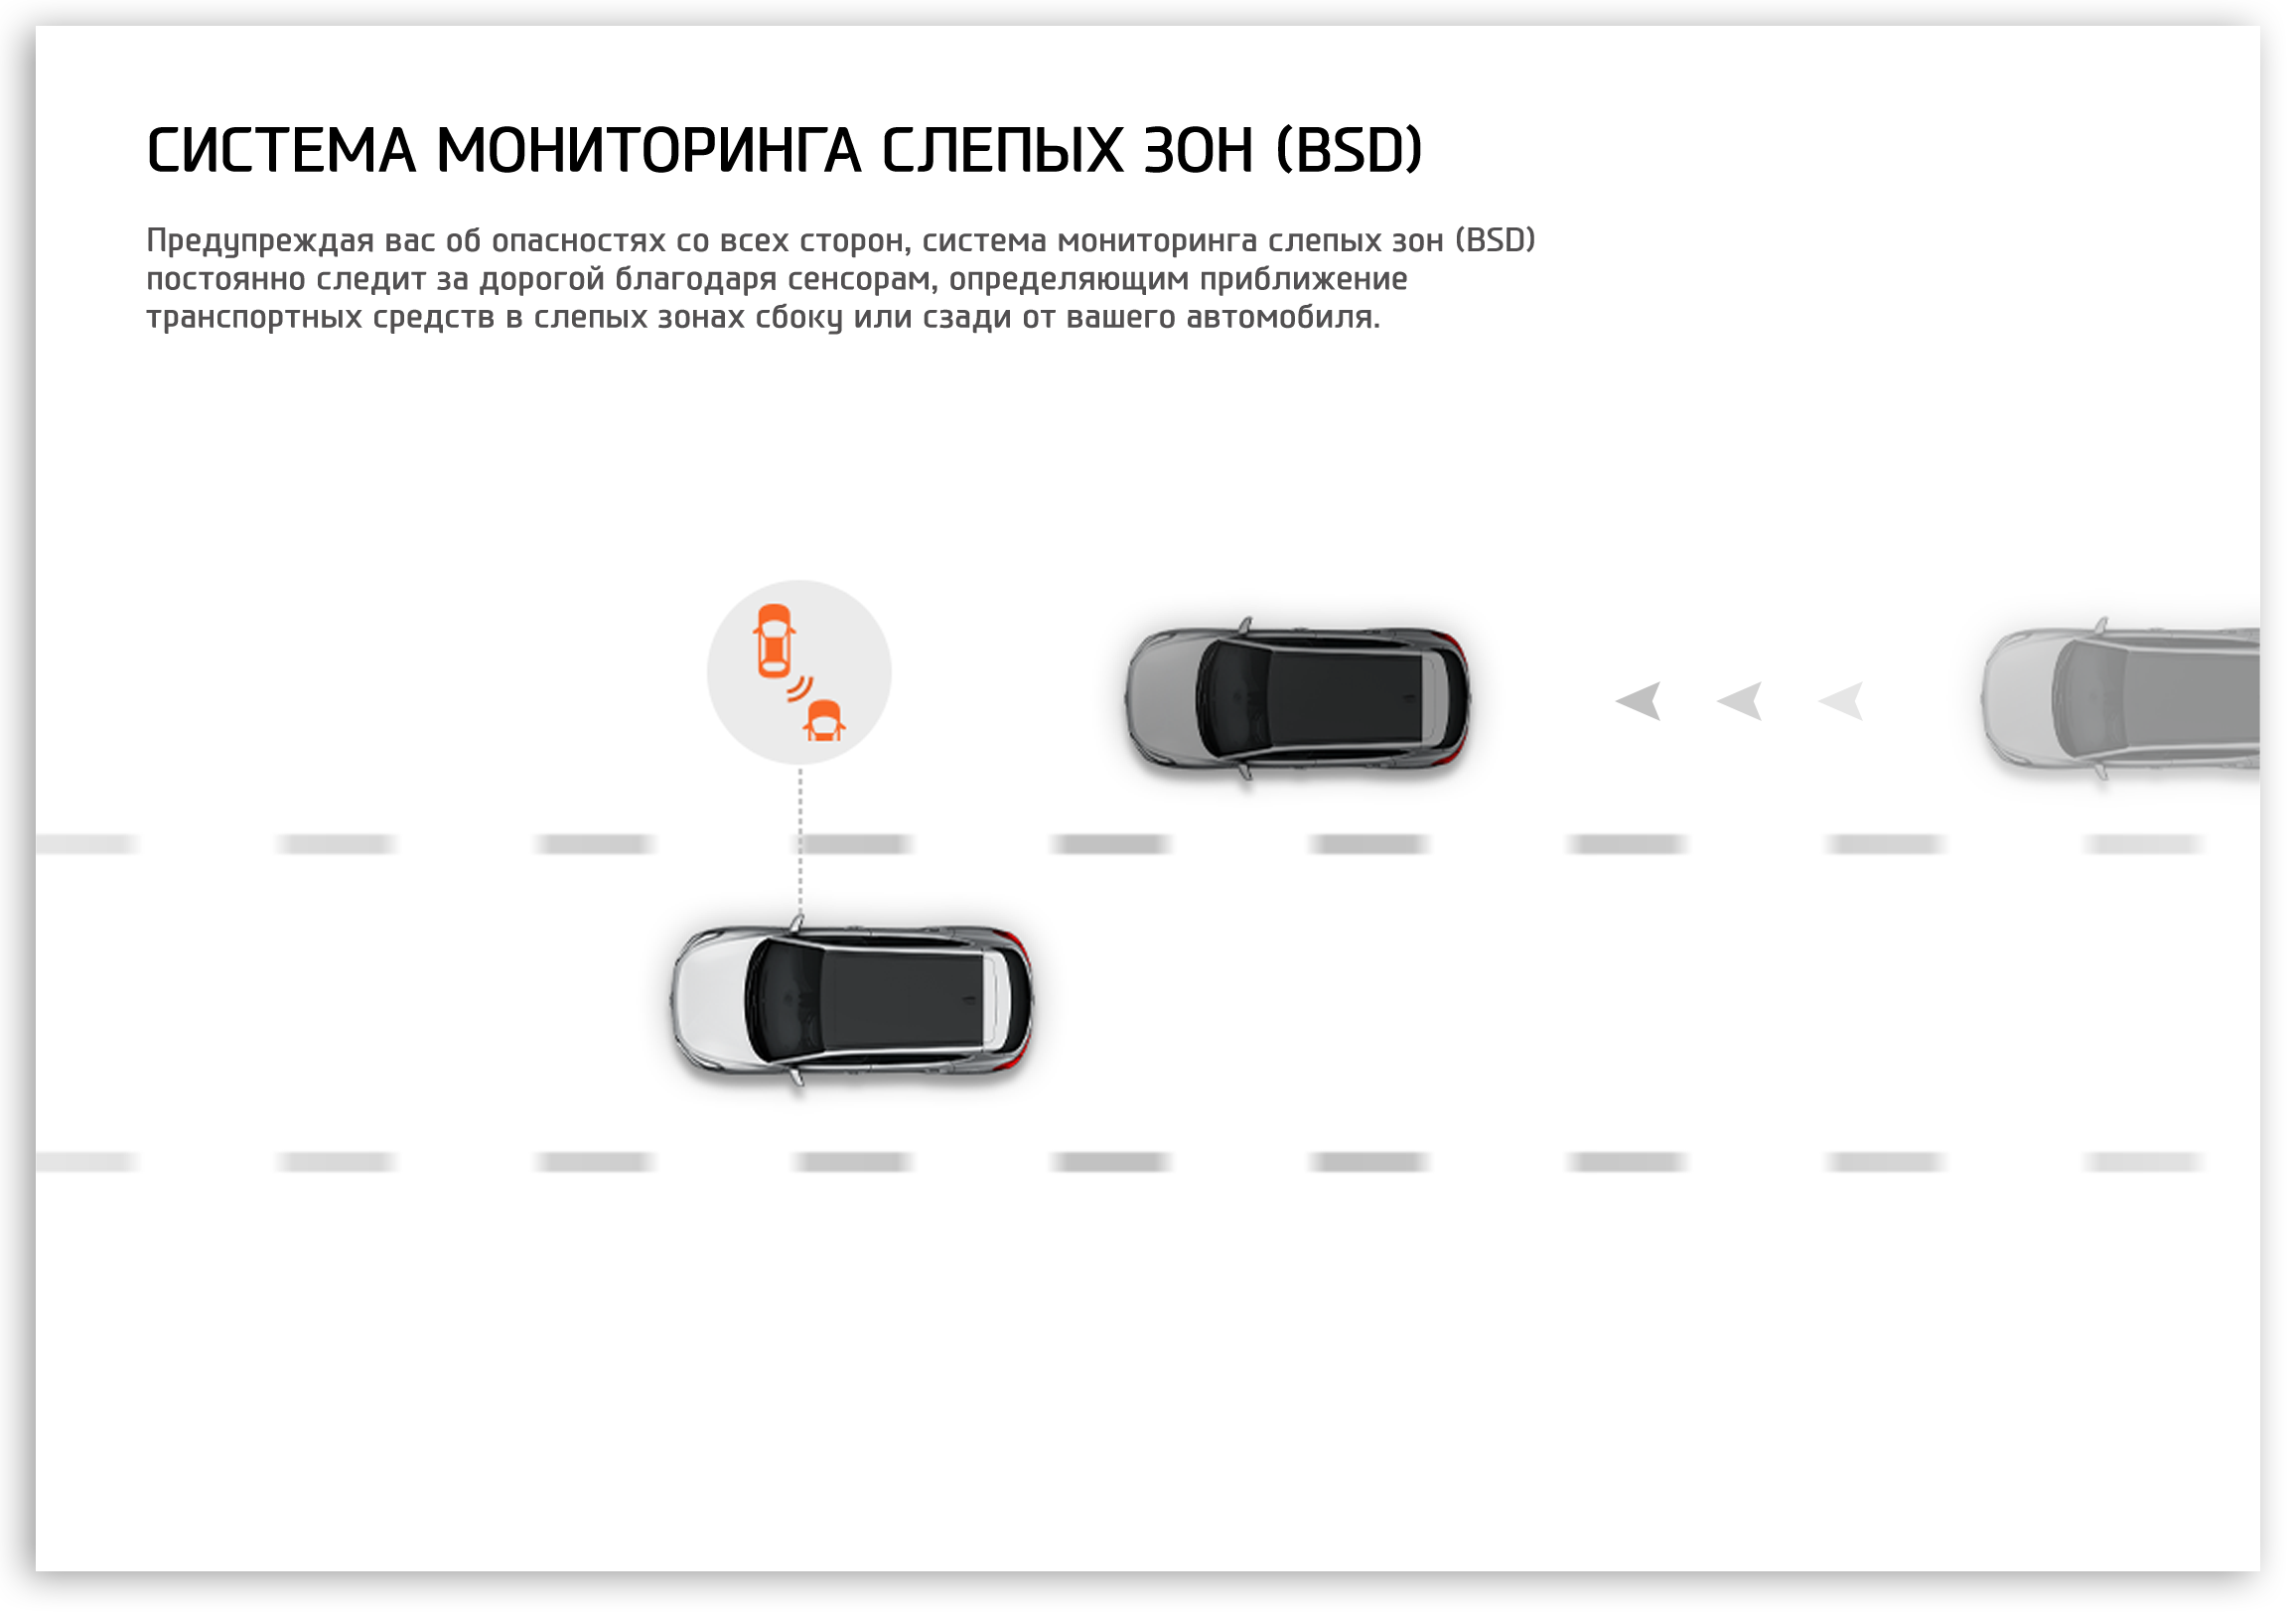 СИСТЕМА МОНИТОРИНГА СЛЕПЫХ ЗОН (BSD)
Предупреждая вас об опасностях со всех сторон, система мониторинга слепых зон (BSD)
постоянно следит за дорогой благодаря сенсорам, определяющим приближение
транспортных средств в слепых зонах сбоку или сзади от вашего автомобиля.